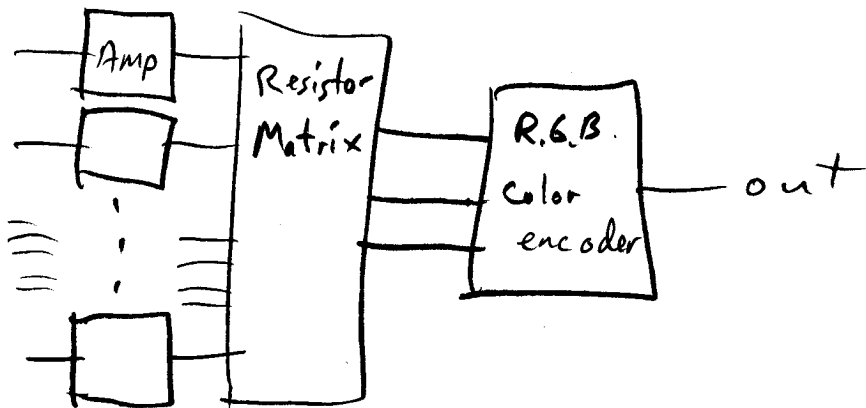 Amp
Resistor
Matrix
R.G.B.
Color
encoder
out